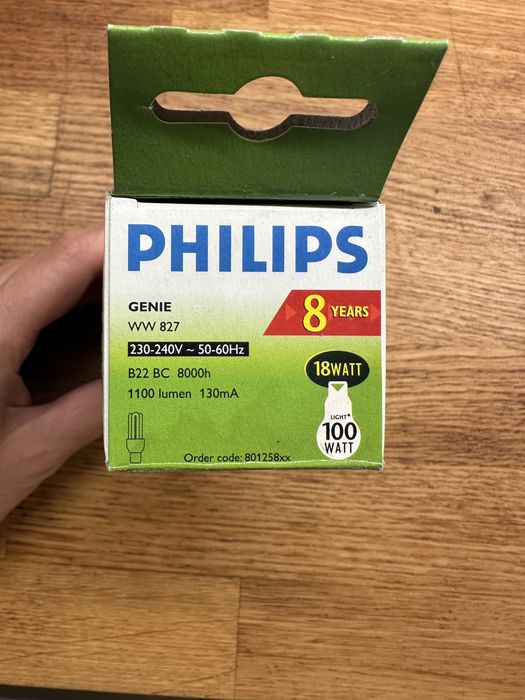 PHILIPS
GENIE
WW 827
8 YEARS
230-240V ~ 50-60Hz
B22 BC 8000h
18WATT
1100 lumen 130mA
LIGHT*
100
WATT
Order code: 801258xx